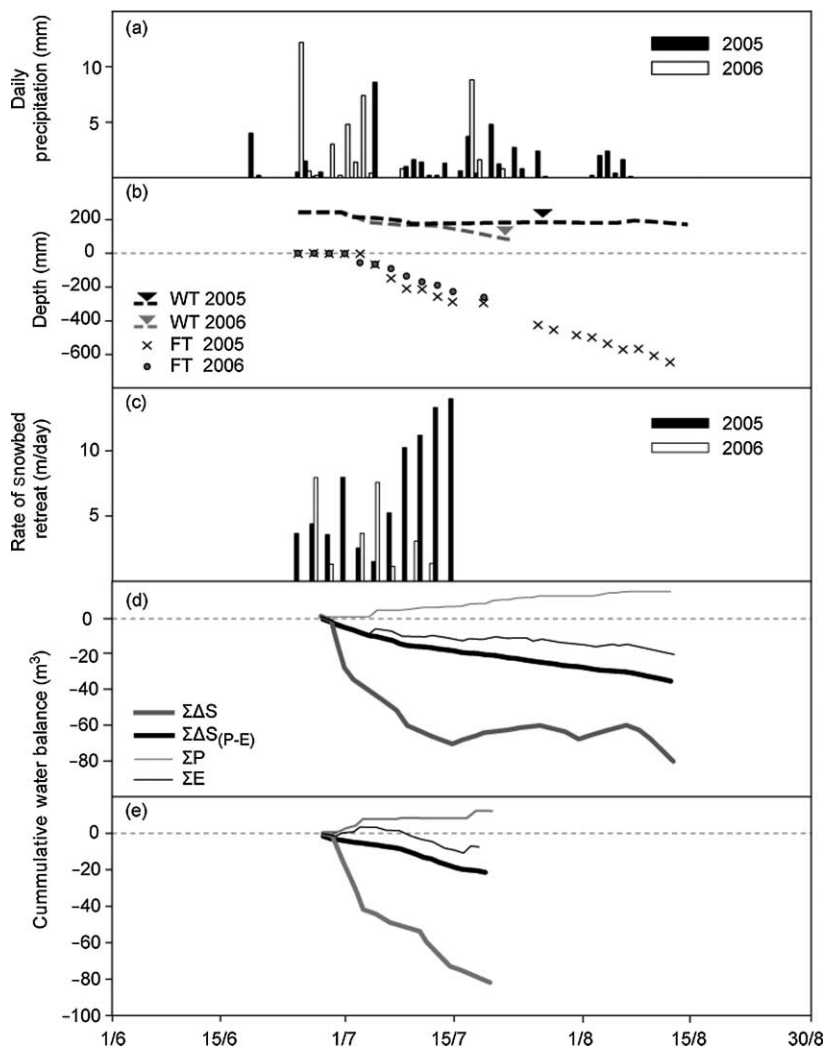 (a)
Daily
precipitation (mm)
10
5
2005
2006
(b)
Depth (mm)
200
0
−200
−400
−600
WT 2005
WT 2006
FT 2005
FT 2006
(c)
Rate of snowbed
retreat (m/day)
10
5
2005
2006
(d)
Cummulative water balance (m³)
0
−20
−40
−60
−80
ΣΔS
ΣΔS(P-E)
ΣP
ΣE
(e)
0
−20
−40
−60
−80
−100
1/6 15/6 1/7 15/7 1/8 15/8 30/8